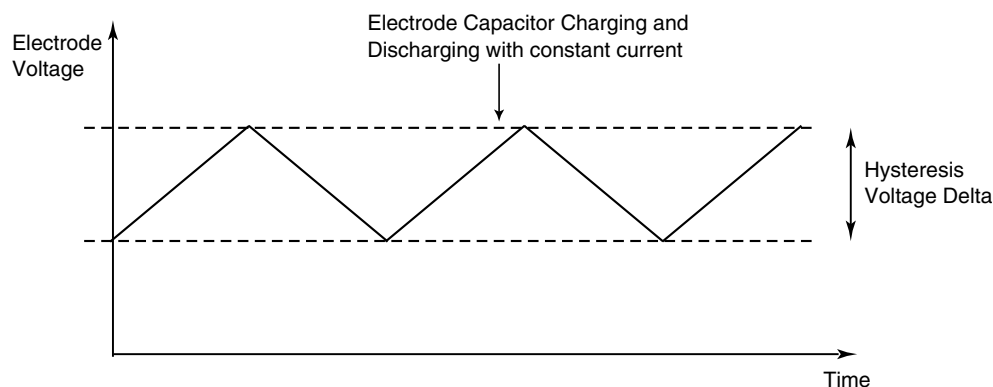 Electrode Capacitor Charging and
Discharging with constant current
Electrode
Voltage
Hysteresis
Voltage Delta
Time